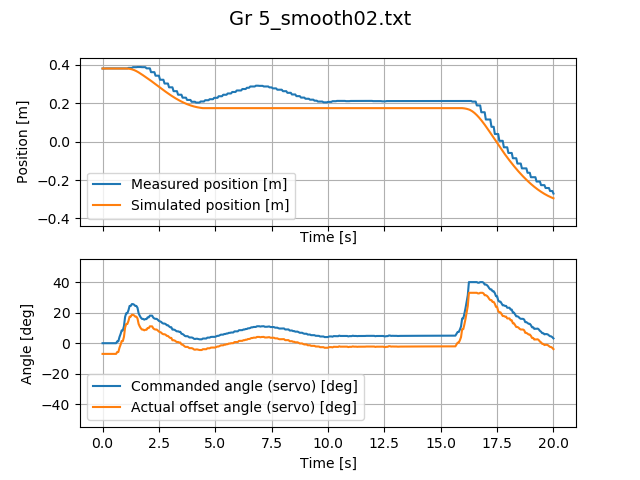 Gr 5_smooth02.txt
0.4
0.2
0.0
−0.2
−0.4
Position [m]
Measured position [m]
Simulated position [m]
Time [s]
40
20
0
−20
−40
Angle [deg]
Commanded angle (servo) [deg]
Actual offset angle (servo) [deg]
0.0 2.5 5.0 7.5 10.0 12.5 15.0 17.5 20.0
Time [s]